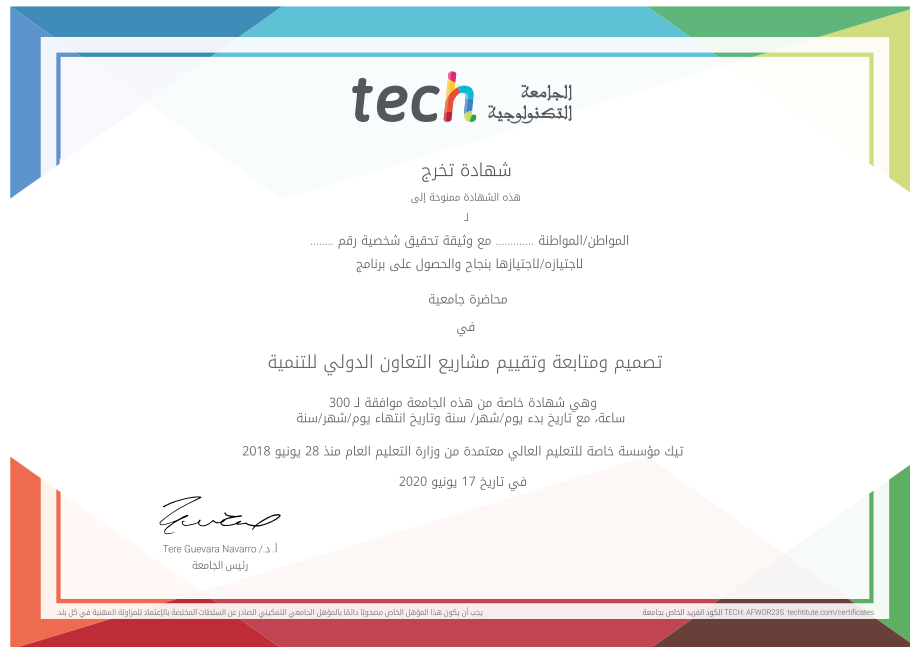 tech
الجامعة
التكنولوجية
شهادة تخرج
هذه الشهادة ممنوحة إلى
لـ
المواطن/المواطنة ............. مع وثيقة تحقيق شخصية رقم ........
لاجتيازه/لاجتيازها بنجاح والحصول على برنامج
محاضرة جامعية
في
تصميم ومتابعة وتقييم مشاريع التعاون الدولي للتنمية
وهي شهادة خاصة من هذه الجامعة موافقة لـ 300
ساعة، مع تاريخ بدء يوم/شهر/ سنة وتاريخ انتهاء يوم/شهر/سنة
تيك مؤسسة خاصة للتعليم العالي معتمدة من وزارة التعليم العام منذ 28 يونيو 2018
في تاريخ 17 يونيو 2020
أ.د./ Tere Guevara Navarro
رئيس الجامعة
يجب أن يكون هذا المؤهل الخاص مصحوبًا دائمًا بالمؤهل الجامعي التمكيني الصادر عن السلطات المختصة بالإعتماد للمزاولة المهنية في كل بلد.
الكود الفريد الخاص بجامعة TECH: AFWOR23S techtitute.com/certificates